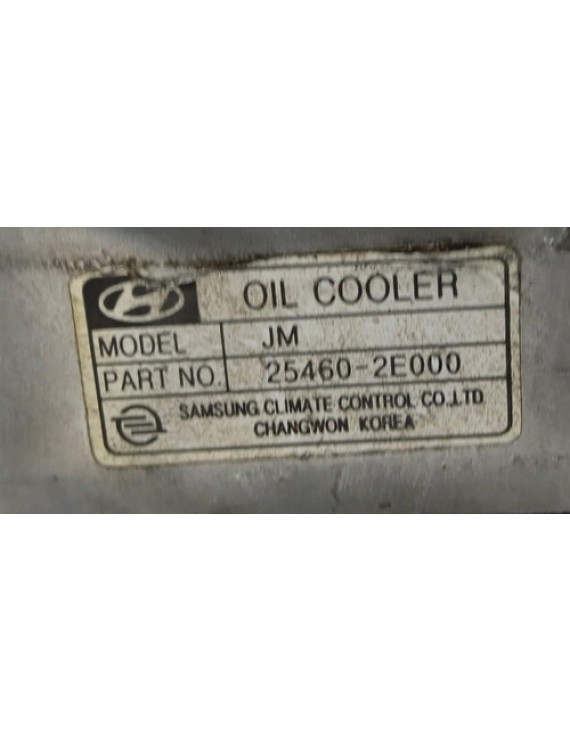 OIL COOLER
MODEL JM
PART NO. 25460-2E000
SAMSUNG CLIMATE CONTROL CO.,LTD
CHANGWON KOREA